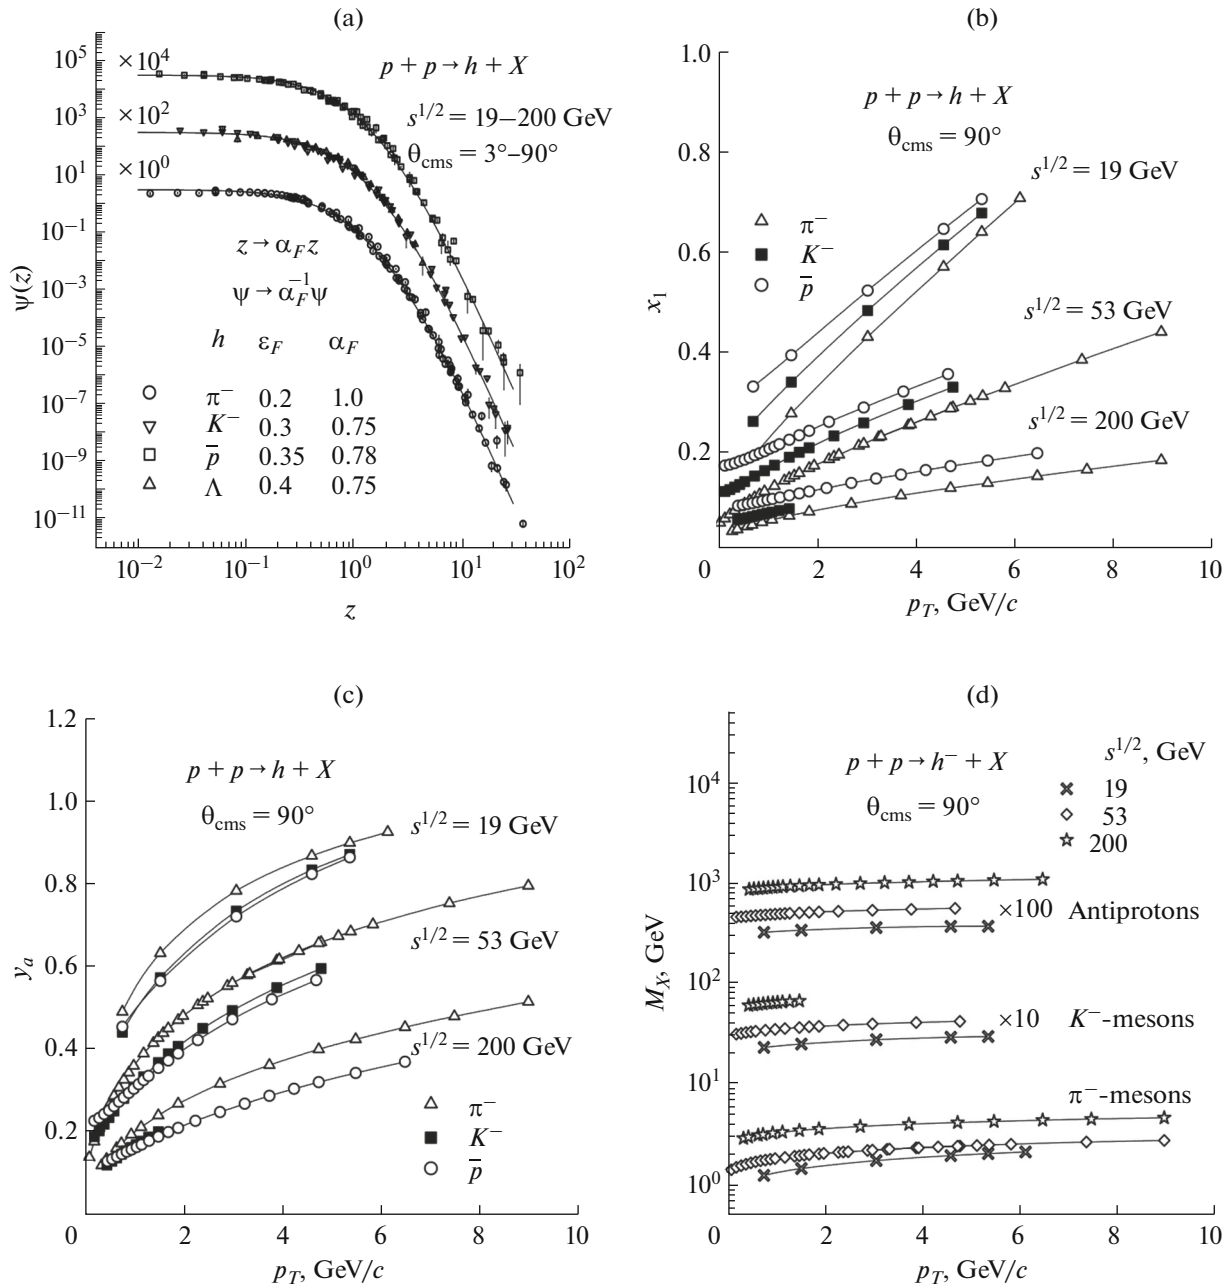 (a)
10^5
10^3
10^1
10^−1
10^−3
10^−5
10^−7
10^−9
10^−11
ψ(z)
×10^4
×10^2
×10^0
p + p → h + X
s^1/2 = 19–200 GeV
θ_cms = 3°–90°
z → α_F z
ψ → α_F^−1 ψ
h ε_F α_F
π^− 0.2 1.0
K^− 0.3 0.75
p̅ 0.35 0.78
Λ 0.4 0.75
10^−2 10^−1 10^0 10^1 10^2
z
(b)
1.0
0.8
0.6
0.4
0.2
x_1
p + p → h + X
θ_cms = 90°
s^1/2 = 19 GeV
π^−
K^−
p̅
s^1/2 = 53 GeV
s^1/2 = 200 GeV
0 2 4 6 8 10
p_T, GeV/c
(c)
1.2
1.0
0.8
0.6
0.4
0.2
y_a
p + p → h + X
θ_cms = 90°
s^1/2 = 19 GeV
s^1/2 = 53 GeV
s^1/2 = 200 GeV
π^−
K^−
p̅
0 2 4 6 8 10
p_T, GeV/c
(d)
10^4
10^3
10^2
10^1
10^0
M_X, GeV
p + p → h^− + X
θ_cms = 90°
s^1/2, GeV
19
53
200
×100 Antiprotons
×10 K^−-mesons
π^−-mesons
0 2 4 6 8 10
p_T, GeV/c